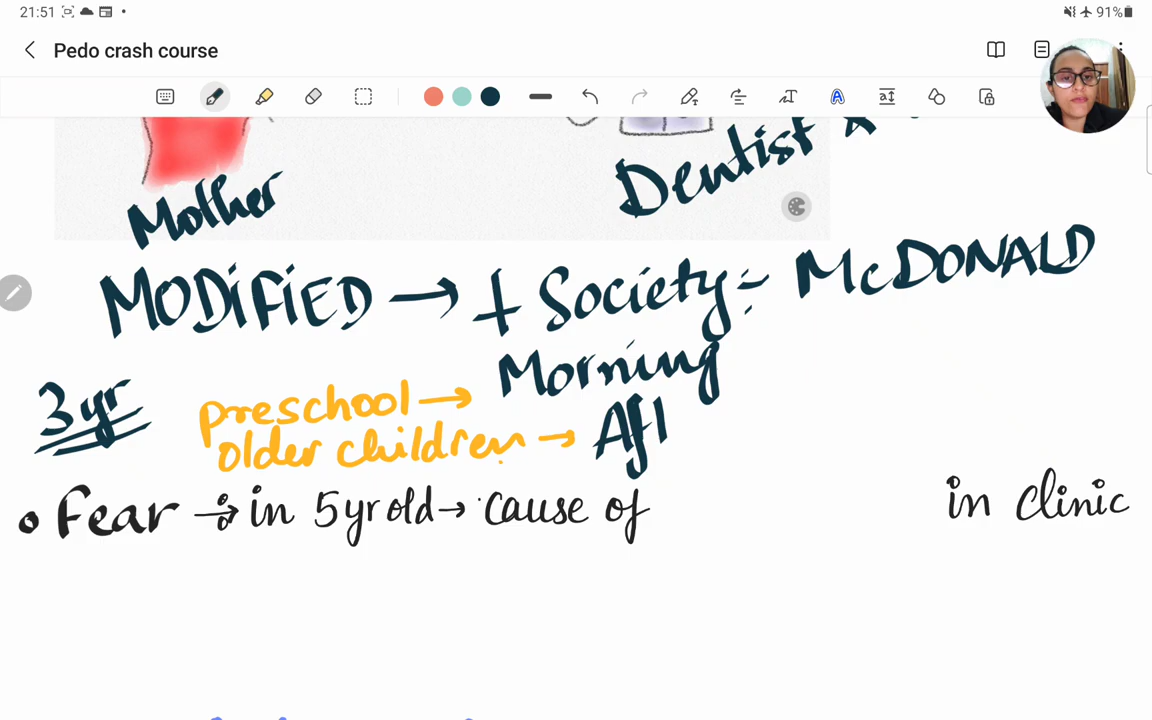 21:51
91%
Pedo crash course
Mother
Dentist
MODiFiED → + Society :- McDONALD
3yr
preschool → Morning
older children → Aft
Fear → in 5yr old → cause of in clinic